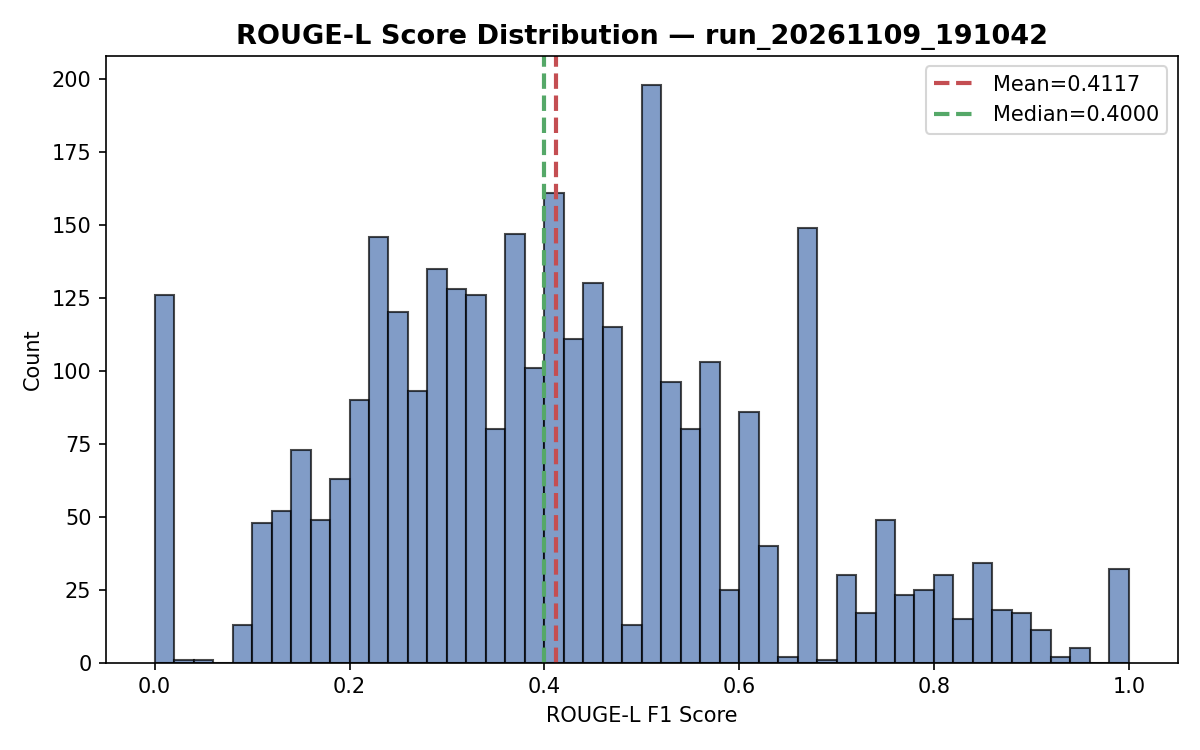 ROUGE-L Score Distribution — run_20261109_191042
Mean=0.4117
Median=0.4000
200
175
150
125
100
75
50
25
0
Count
0.0 0.2 0.4 0.6 0.8 1.0
ROUGE-L F1 Score